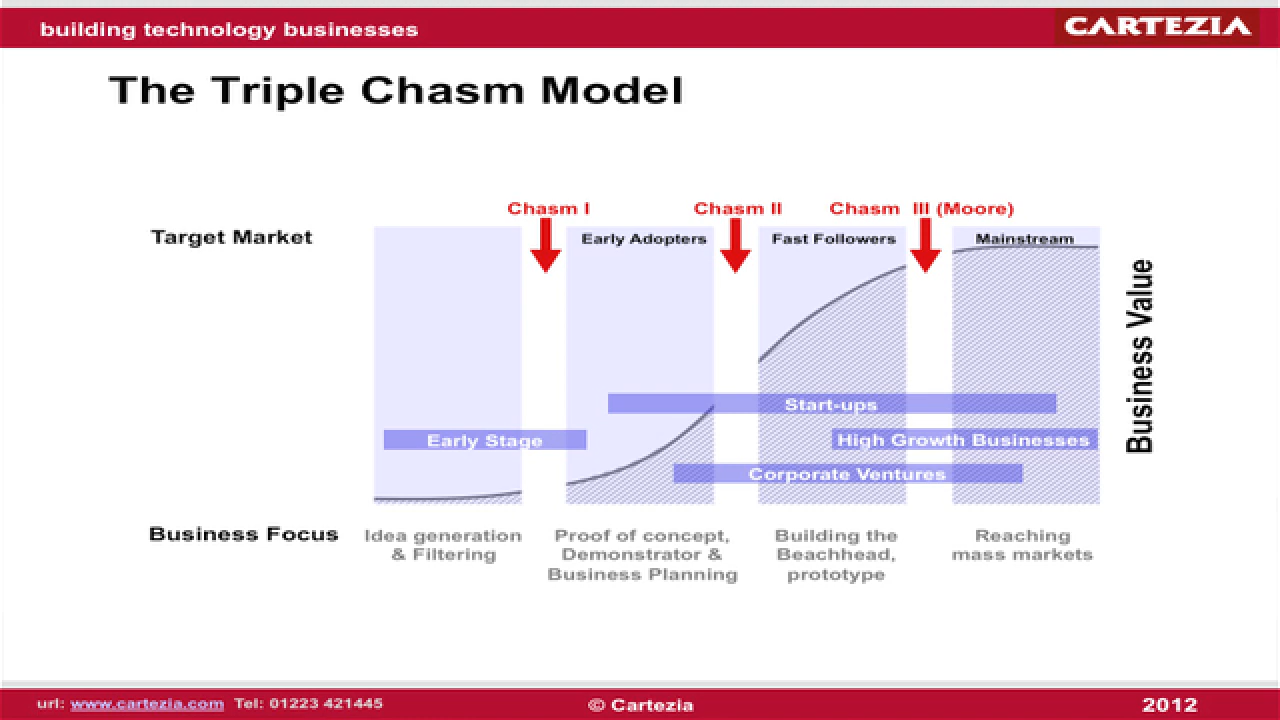 building technology businesses
CARTEZIA
The Triple Chasm Model
Chasm I
Chasm II
Chasm III (Moore)
Target Market
Early Adopters
Fast Followers
Mainstream
Business Value
Start-ups
Early Stage
High Growth Businesses
Corporate Ventures
Business Focus
Idea generation
& Filtering
Proof of concept,
Demonstrator &
Business Planning
Building the
Beachhead,
prototype
Reaching
mass markets
url: www.cartezia.com Tel: 01223 421445
© Cartezia
2012